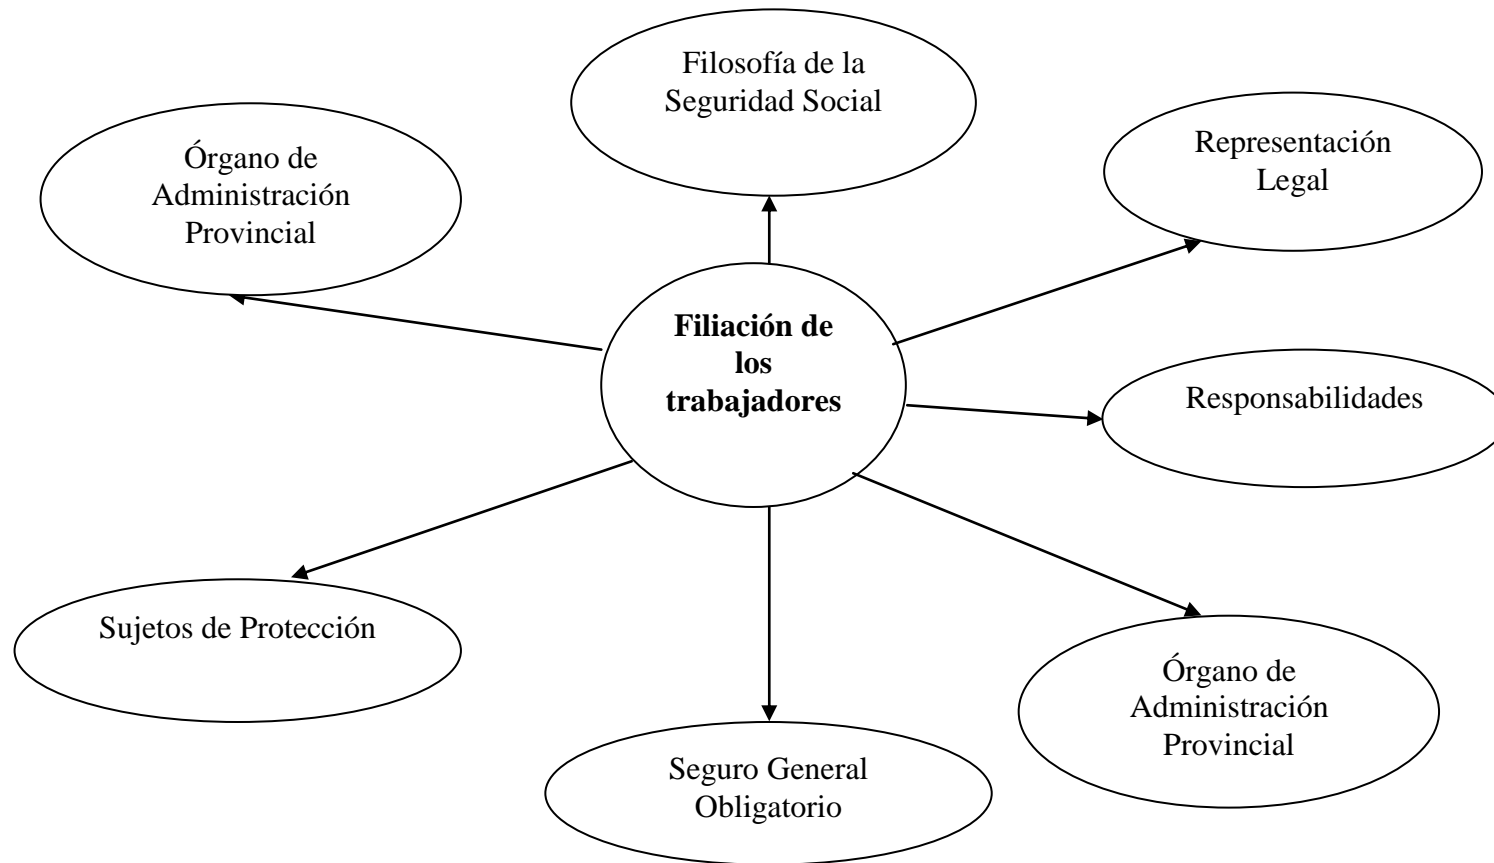 Filosofía de la
Seguridad Social
Órgano de
Administración
Provincial
Representación
Legal
Filiación de
los
trabajadores
Responsabilidades
Sujetos de Protección
Órgano de
Administración
Provincial
Seguro General
Obligatorio